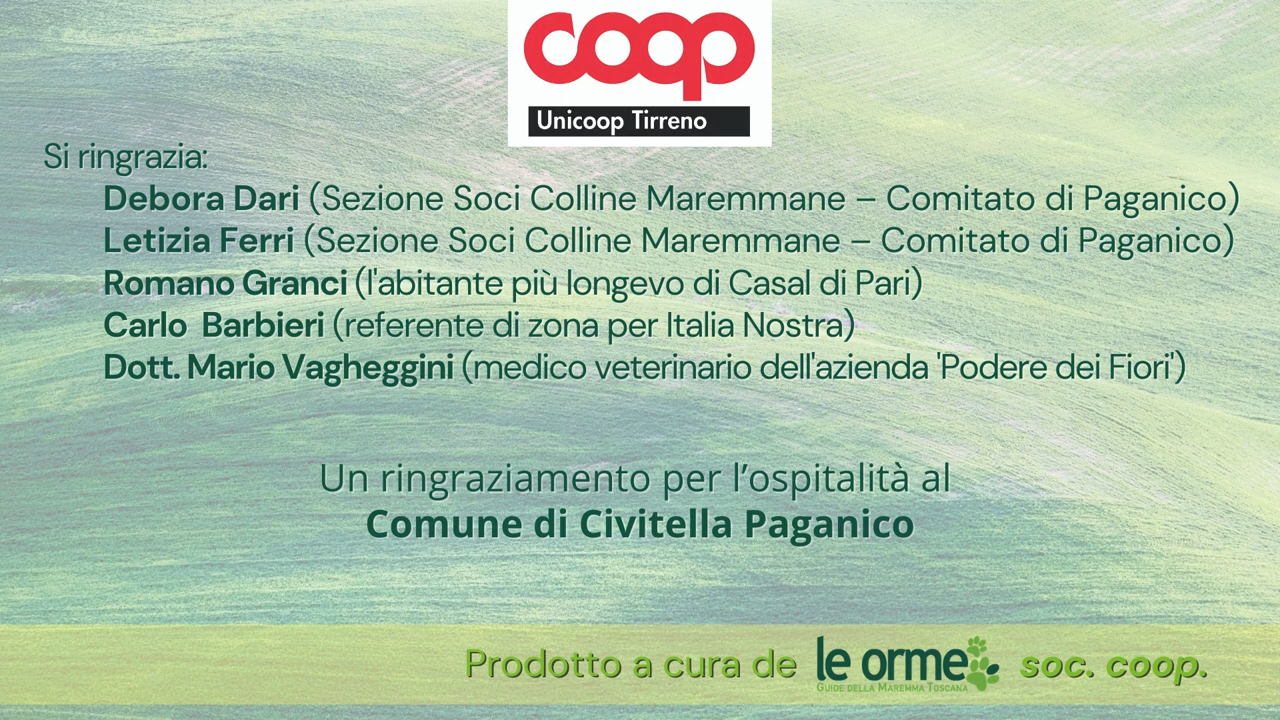 coop
Unicoop Tirreno
Si ringrazia:
Debora Dari (Sezione Soci Colline Maremmane – Comitato di Paganico)
Letizia Ferri (Sezione Soci Colline Maremmane – Comitato di Paganico)
Romano Granci (l'abitante più longevo di Casal di Pari)
Carlo  Barbieri (referente di zona per Italia Nostra)
Dott. Mario Vagheggini (medico veterinario dell'azienda 'Podere dei Fiori')
Un ringraziamento per l’ospitalità al
Comune di Civitella Paganico
Prodotto a cura de le orme soc. coop.
Guide della Maremma Toscana